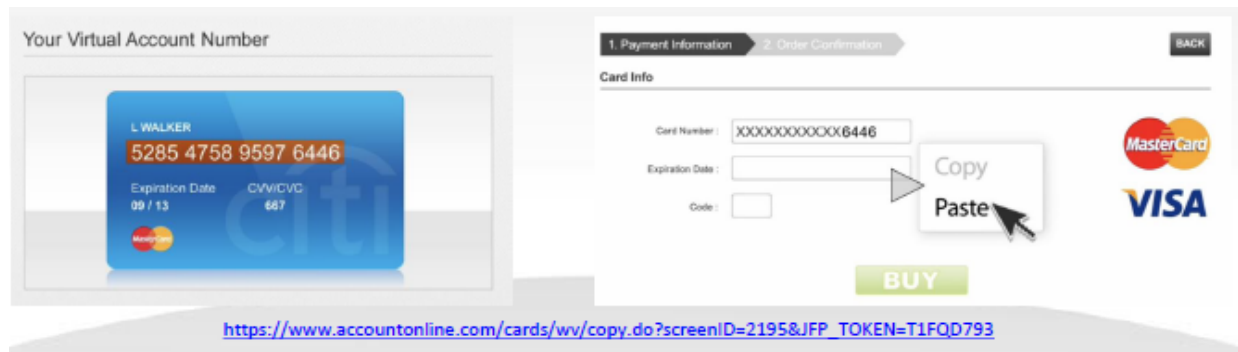 Your Virtual Account Number
L WALKER
5285 4758 9597 6446
Expiration Date CVV/CVC
09 / 13 667
MasterCard
citi
1. Payment Information 2. Order Confirmation BACK
Card Info
Card Number : XXXXXXXXXXXX6446
Expiration Date :
Code :
Copy
Paste
MasterCard
VISA
BUY
https://www.accountonline.com/cards/wv/copy.do?screenID=2195&JFP_TOKEN=T1FQD793